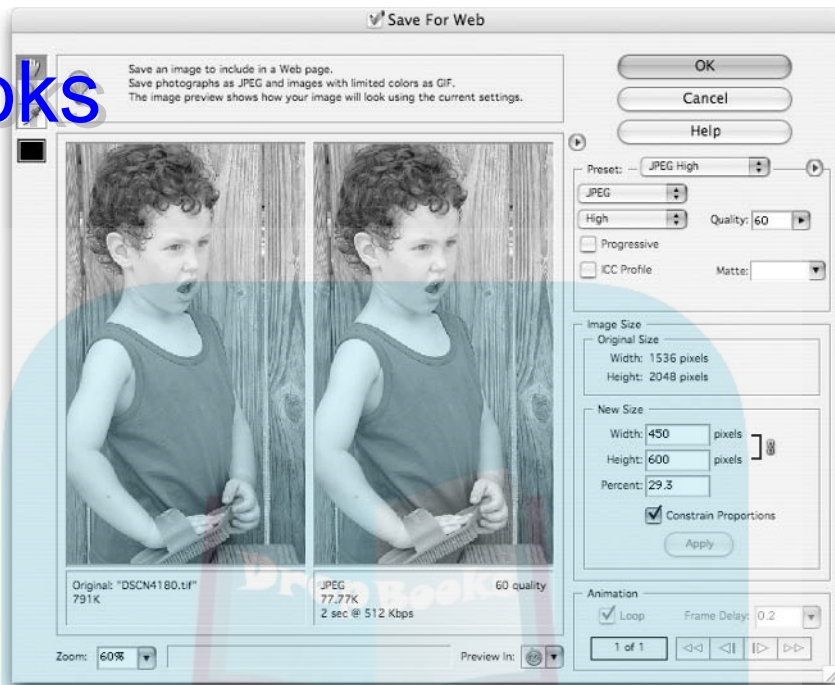 Save For Web
Save an image to include in a Web page.
Save photographs as JPEG and images with limited colors as GIF.
The image preview shows how your image will look using the current settings.
oks
OK
Cancel
Help
Preset: JPEG High
JPEG
High Quality: 60
Progressive
ICC Profile Matte:
Image Size
Original Size
Width: 1536 pixels
Height: 2048 pixels
New Size
Width: 450 pixels
Height: 600 pixels
Percent: 29.3
Constrain Proportions
Apply
Original: "DSCN4180.tif"
791K
JPEG 60 quality
77.77K
2 sec @ 512 Kbps
Drop Books
Animation
Loop Frame Delay: 0.2
1 of 1
Zoom: 60% Preview In: